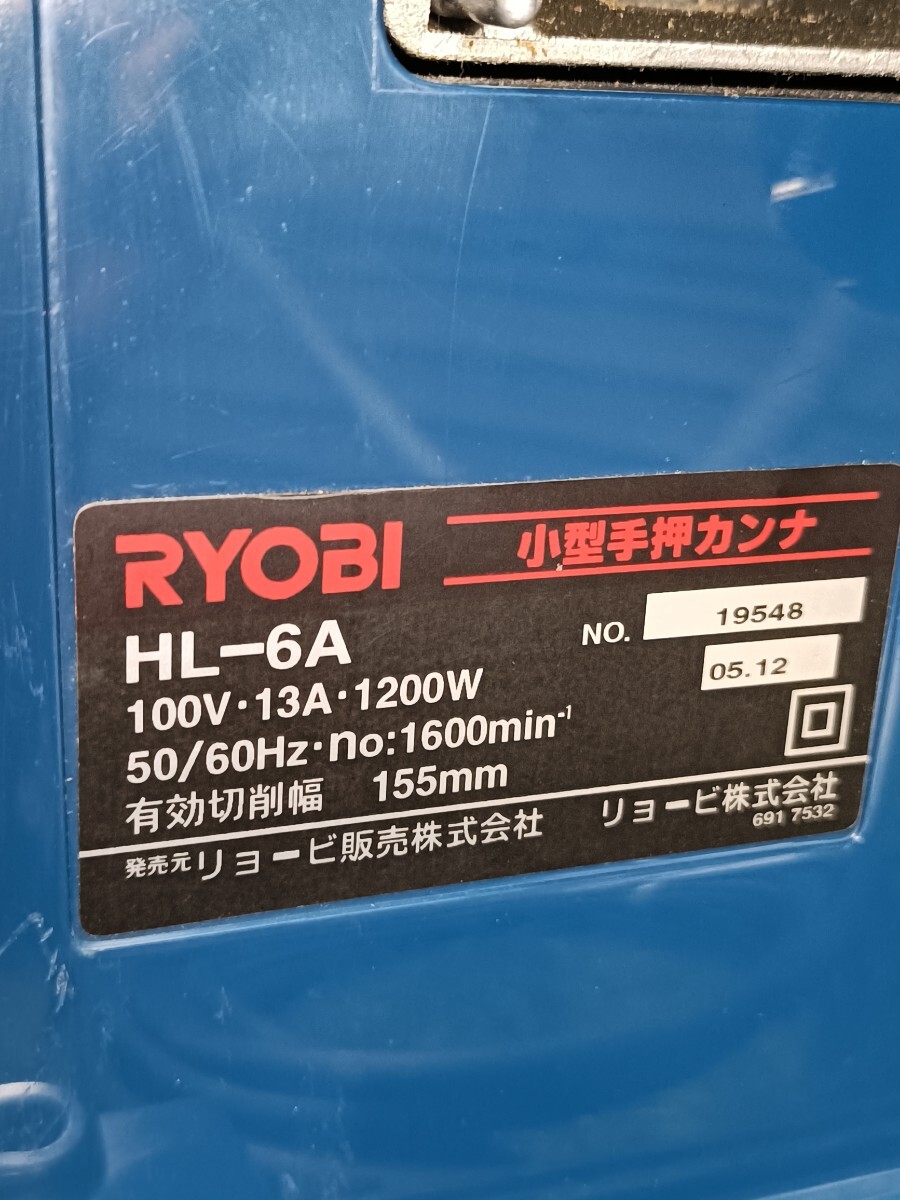 RYOBI 小型手押カンナ
HL-6A NO. 19548
100V・13A・1200W 05.12
50/60Hz・no:1600min-1
有効切削幅 155mm
発売元リョービ販売株式会社 リョービ株式会社
691 7532